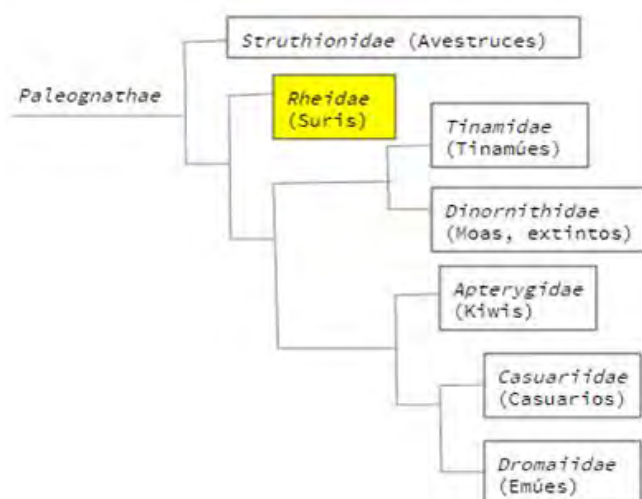 Struthionidae (Avestruces)
Paleognathae
Rheidae
(Suris)
Tinamidae
(Tinamúes)
Dinornithidae
(Moas, extintos)
Apterygidae
(Kiwis)
Casuariidae
(Casuarios)
Dromaiidae
(Emúes)